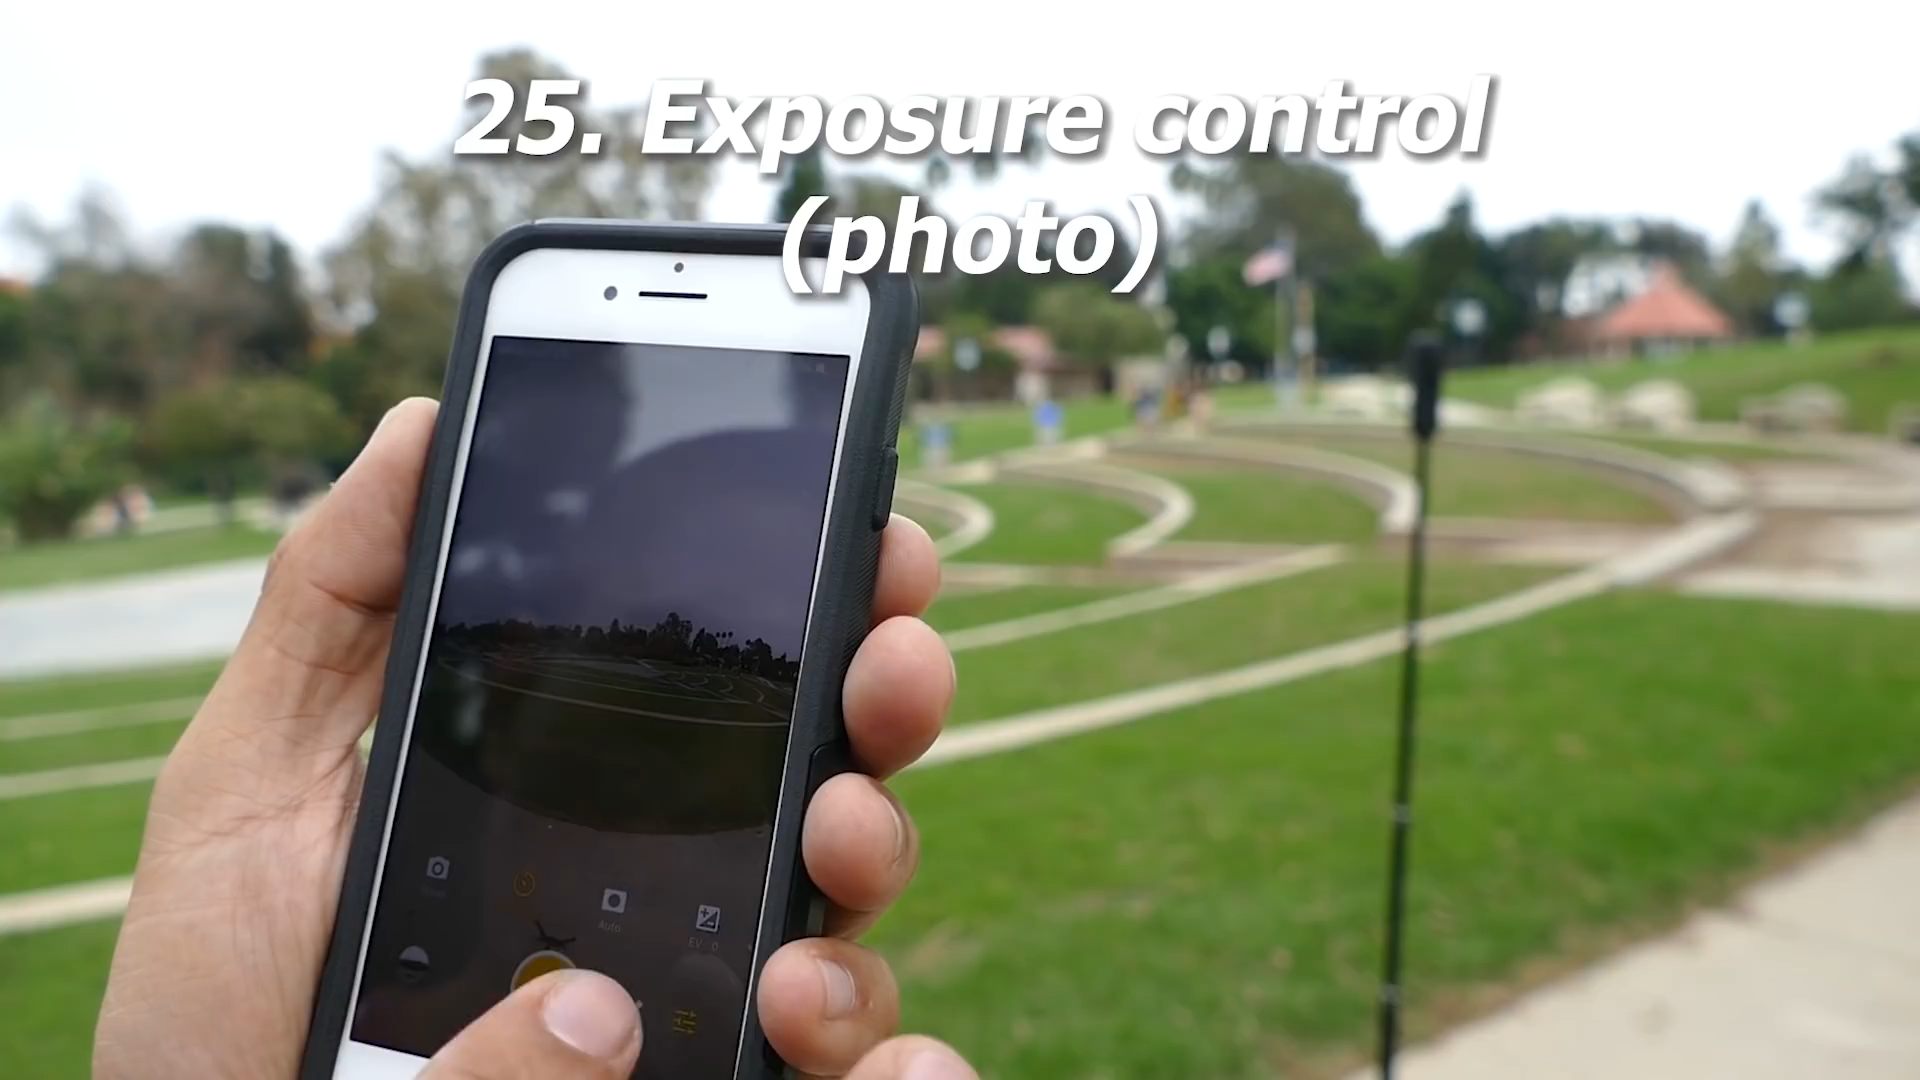 25. Exposure control
(photo)
Auto
EV 0